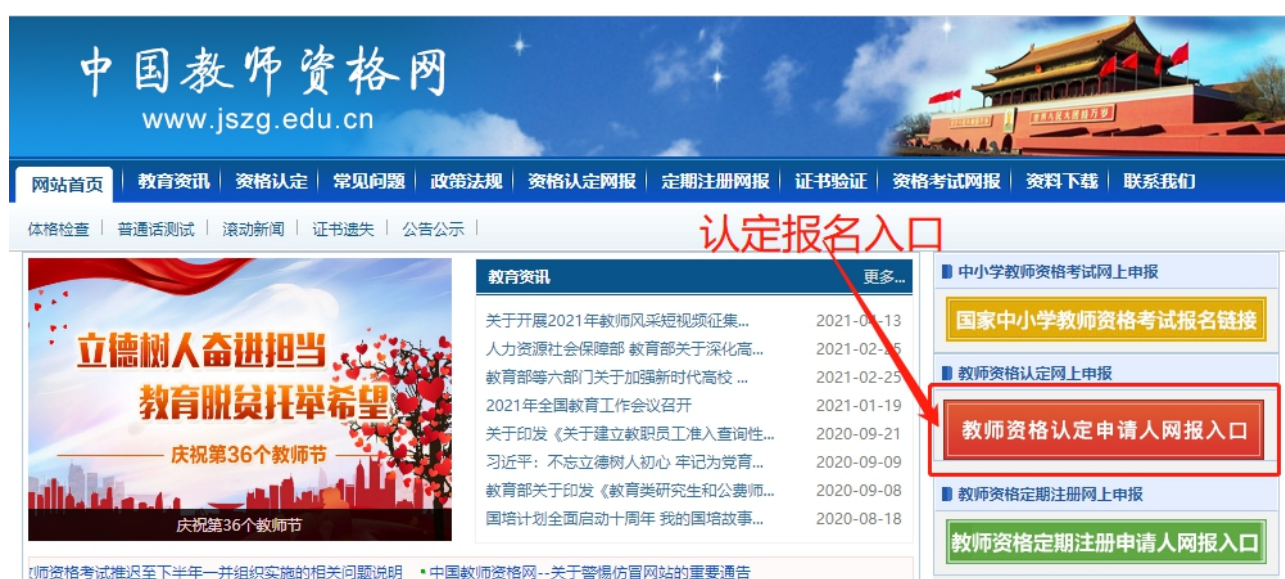 中国教师资格网
www.jszg.edu.cn
网站首页 教育资讯 资格认定 常见问题 政策法规 资格认定网报 定期注册网报 证书验证 资格考试网报 资料下载 联系我们
体格检查 普通话测试 滚动新闻 证书遗失 公告公示
认定报名入口
立德树人奋进担当
教育脱贫托举希望
庆祝第36个教师节
庆祝第36个教师节
教育资讯 更多...
关于开展2021年教师风采短视频征集... 2021-04-13
人力资源社会保障部 教育部关于深化高... 2021-02-25
教育部等六部门关于加强新时代高校 ... 2021-02-25
2021年全国教育工作会议召开 2021-01-19
关于印发《关于建立教职员工准入查询性... 2020-09-21
习近平：不忘立德树人初心 牢记为党育... 2020-09-09
教育部关于印发《教育类研究生和公费师... 2020-09-08
国培计划全面启动十周年 我的国培故事... 2020-08-18
中小学教师资格考试网上申报
国家中小学教师资格考试报名链接
教师资格认定网上申报
教师资格认定申请人网报入口
教师资格定期注册网上申报
教师资格定期注册申请人网报入口
师资格考试推迟至下半年一并组织实施的相关问题说明 •中国教师资格网--关于警惕仿冒网站的重要通告